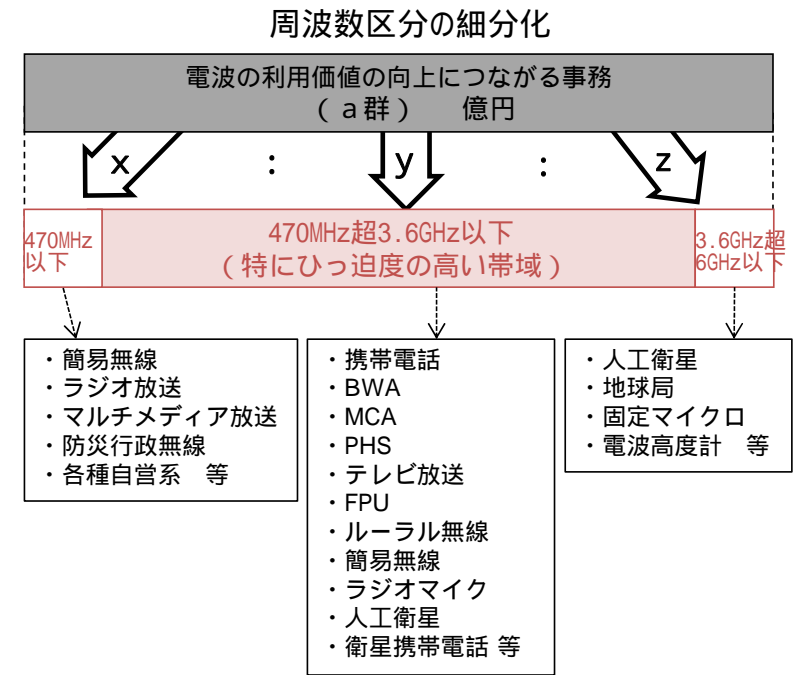 周波数区分の細分化
電波の利用価値の向上につながる事務
（ａ群）　億円
x : y : z
470MHz
以下
470MHz超3.6GHz以下
（特にひっ迫度の高い帯域）
3.6GHz超
6GHz以下
・簡易無線
・ラジオ放送
・マルチメディア放送
・防災行政無線
・各種自営系　等
・携帯電話
・BWA
・MCA
・PHS
・テレビ放送
・FPU
・ルーラル無線
・簡易無線
・ラジオマイク
・人工衛星
・衛星携帯電話 等
・人工衛星
・地球局
・固定マイクロ
・電波高度計　等